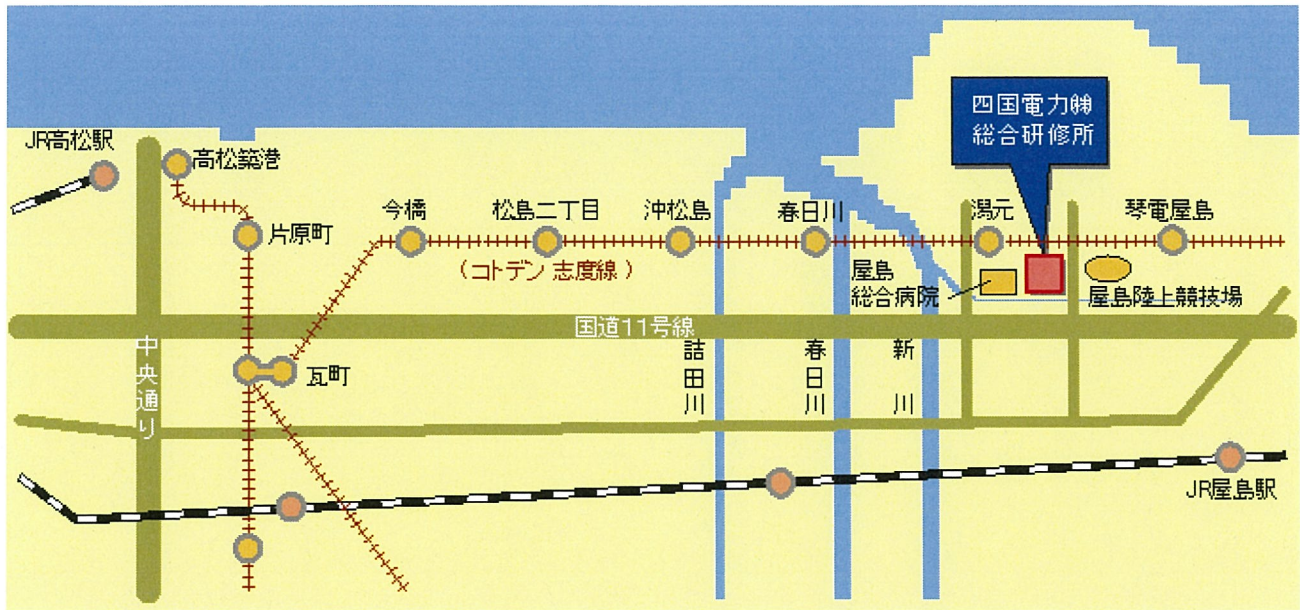 四国電力㈱
総合研修所
JR高松駅
高松築港
片原町
今橋
松島二丁目
沖松島
春日川
潟元
琴電屋島
(コトデン 志度線)
屋島
総合病院
屋島陸上競技場
国道11号線
中央通り
瓦町
詰田川
春日川
新川
JR屋島駅